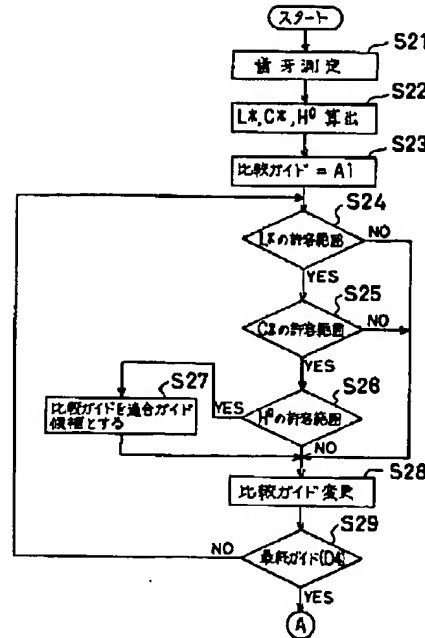 スタート
S21
歯牙測定
S22
L*,C*,H° 算出
S23
比較ガイド = A1
S24
L*の許容範囲
NO
YES
S25
C*の許容範囲
NO
YES
S26
H°の許容範囲
YES
NO
S27
比較ガイドを適合ガイド
候補とする
S28
比較ガイド変更
S29
最終ガイド(D4)
NO
YES
A